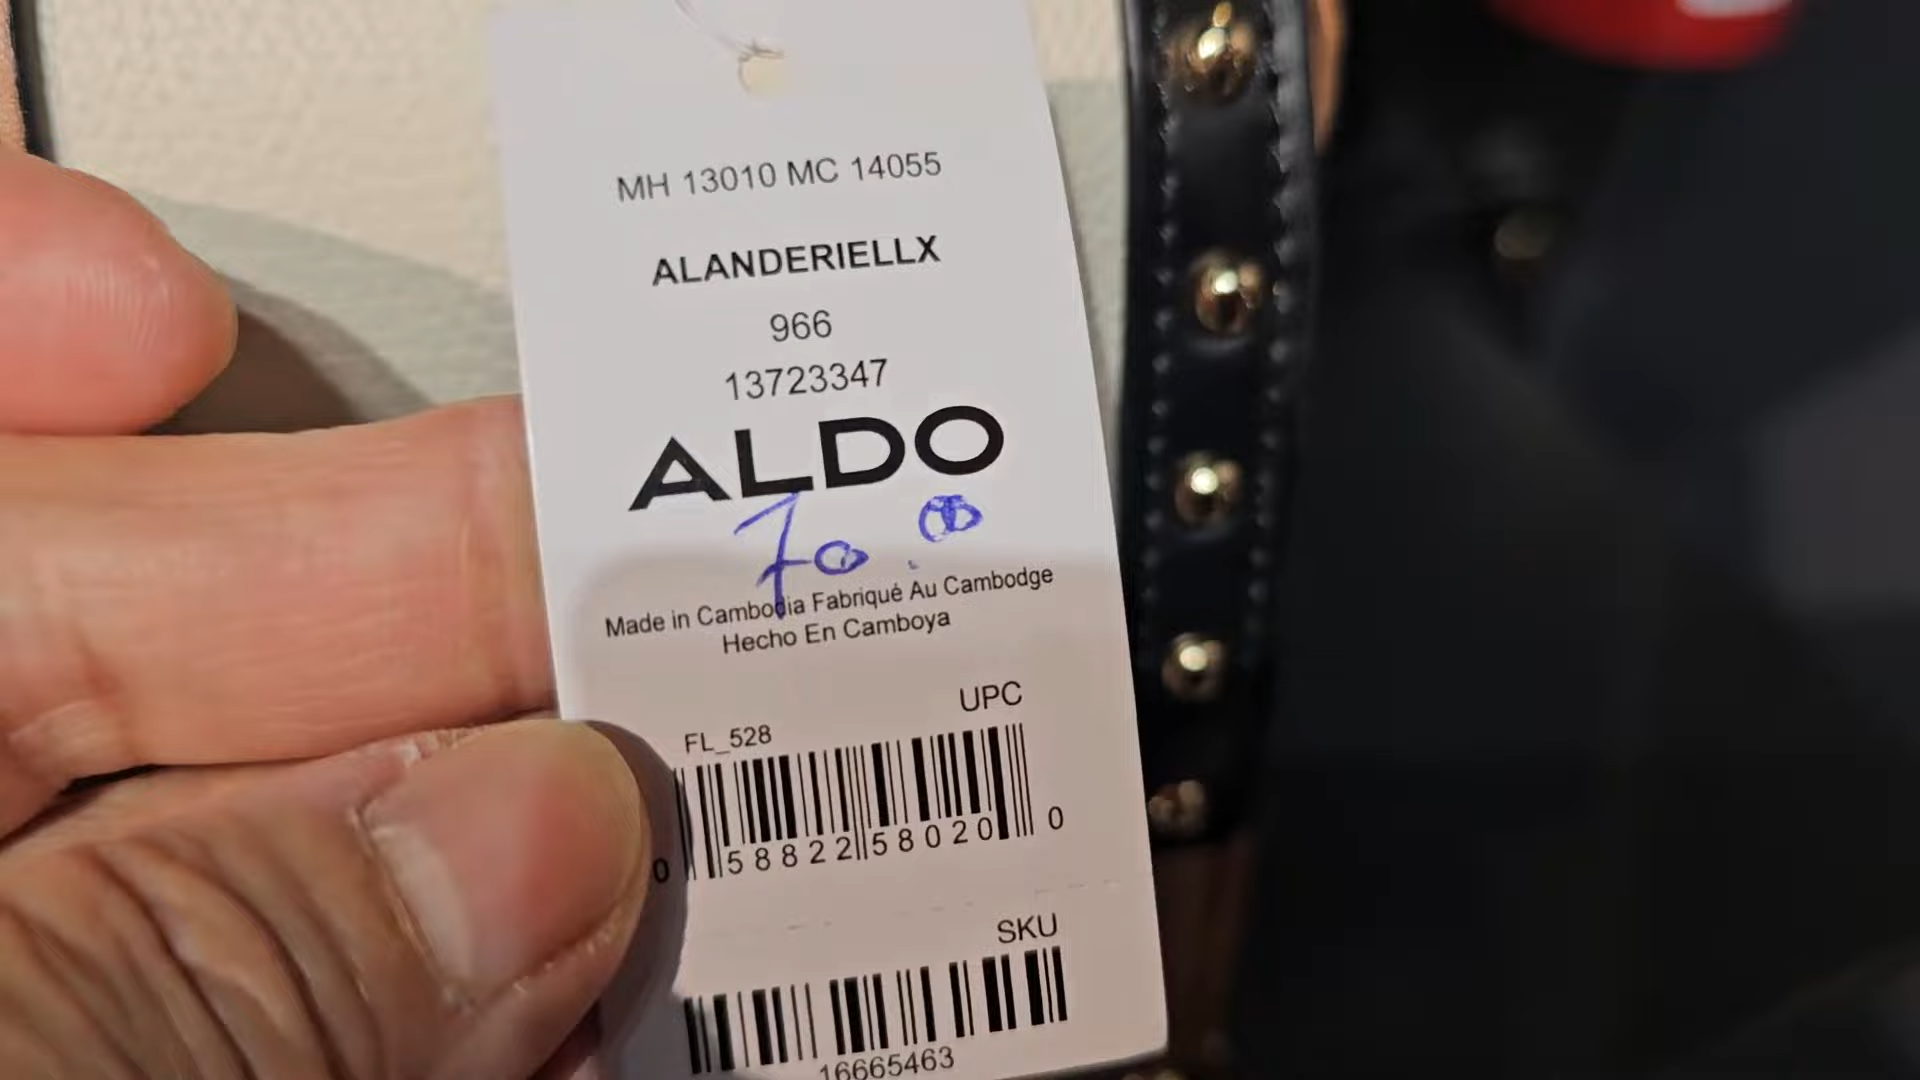 MH 13010 MC 14055
ALANDERIELLX
966
13723347
ALDO
70.00
Made in Cambodia Fabriqué Au Cambodge
Hecho En Camboya
UPC
FL_528
0 58822 58020 0
SKU
16665463